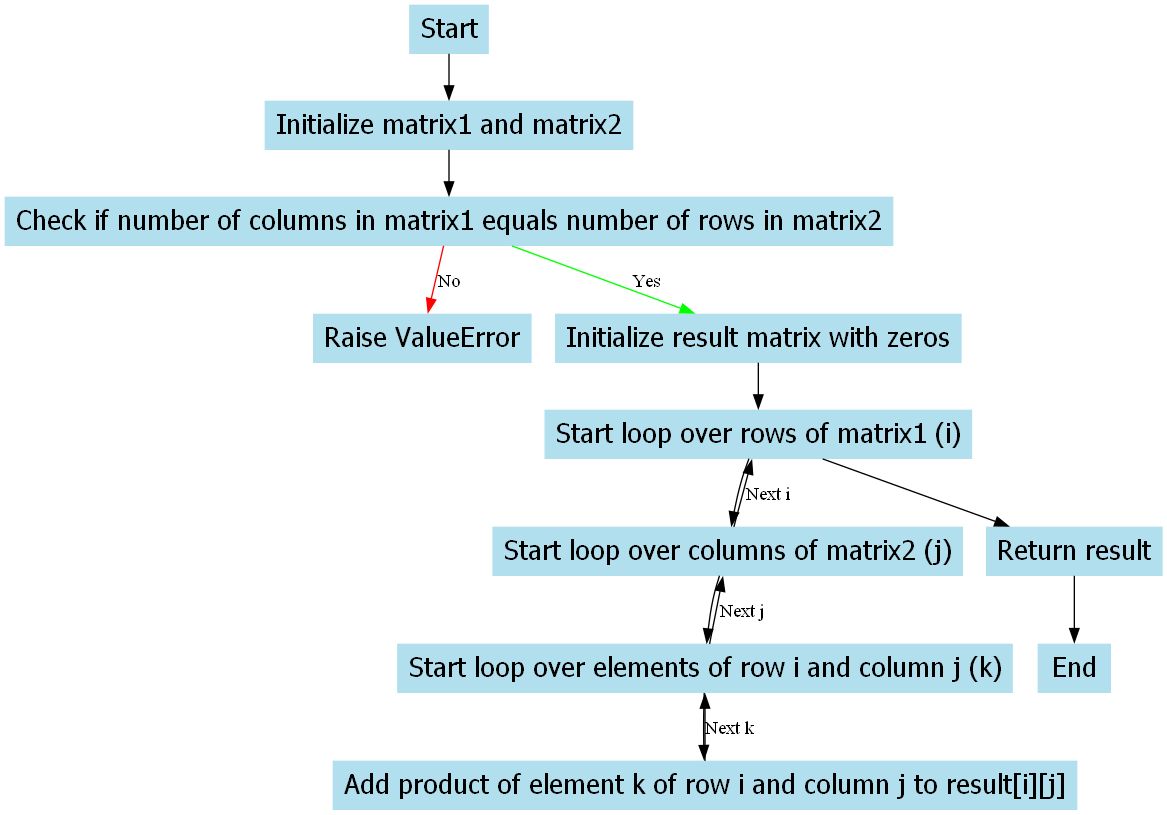 Start
Initialize matrix1 and matrix2
Check if number of columns in matrix1 equals number of rows in matrix2
No
Yes
Raise ValueError
Initialize result matrix with zeros
Start loop over rows of matrix1 (i)
Next i
Start loop over columns of matrix2 (j)
Return result
Next j
Start loop over elements of row i and column j (k)
End
Next k
Add product of element k of row i and column j to result[i][j]